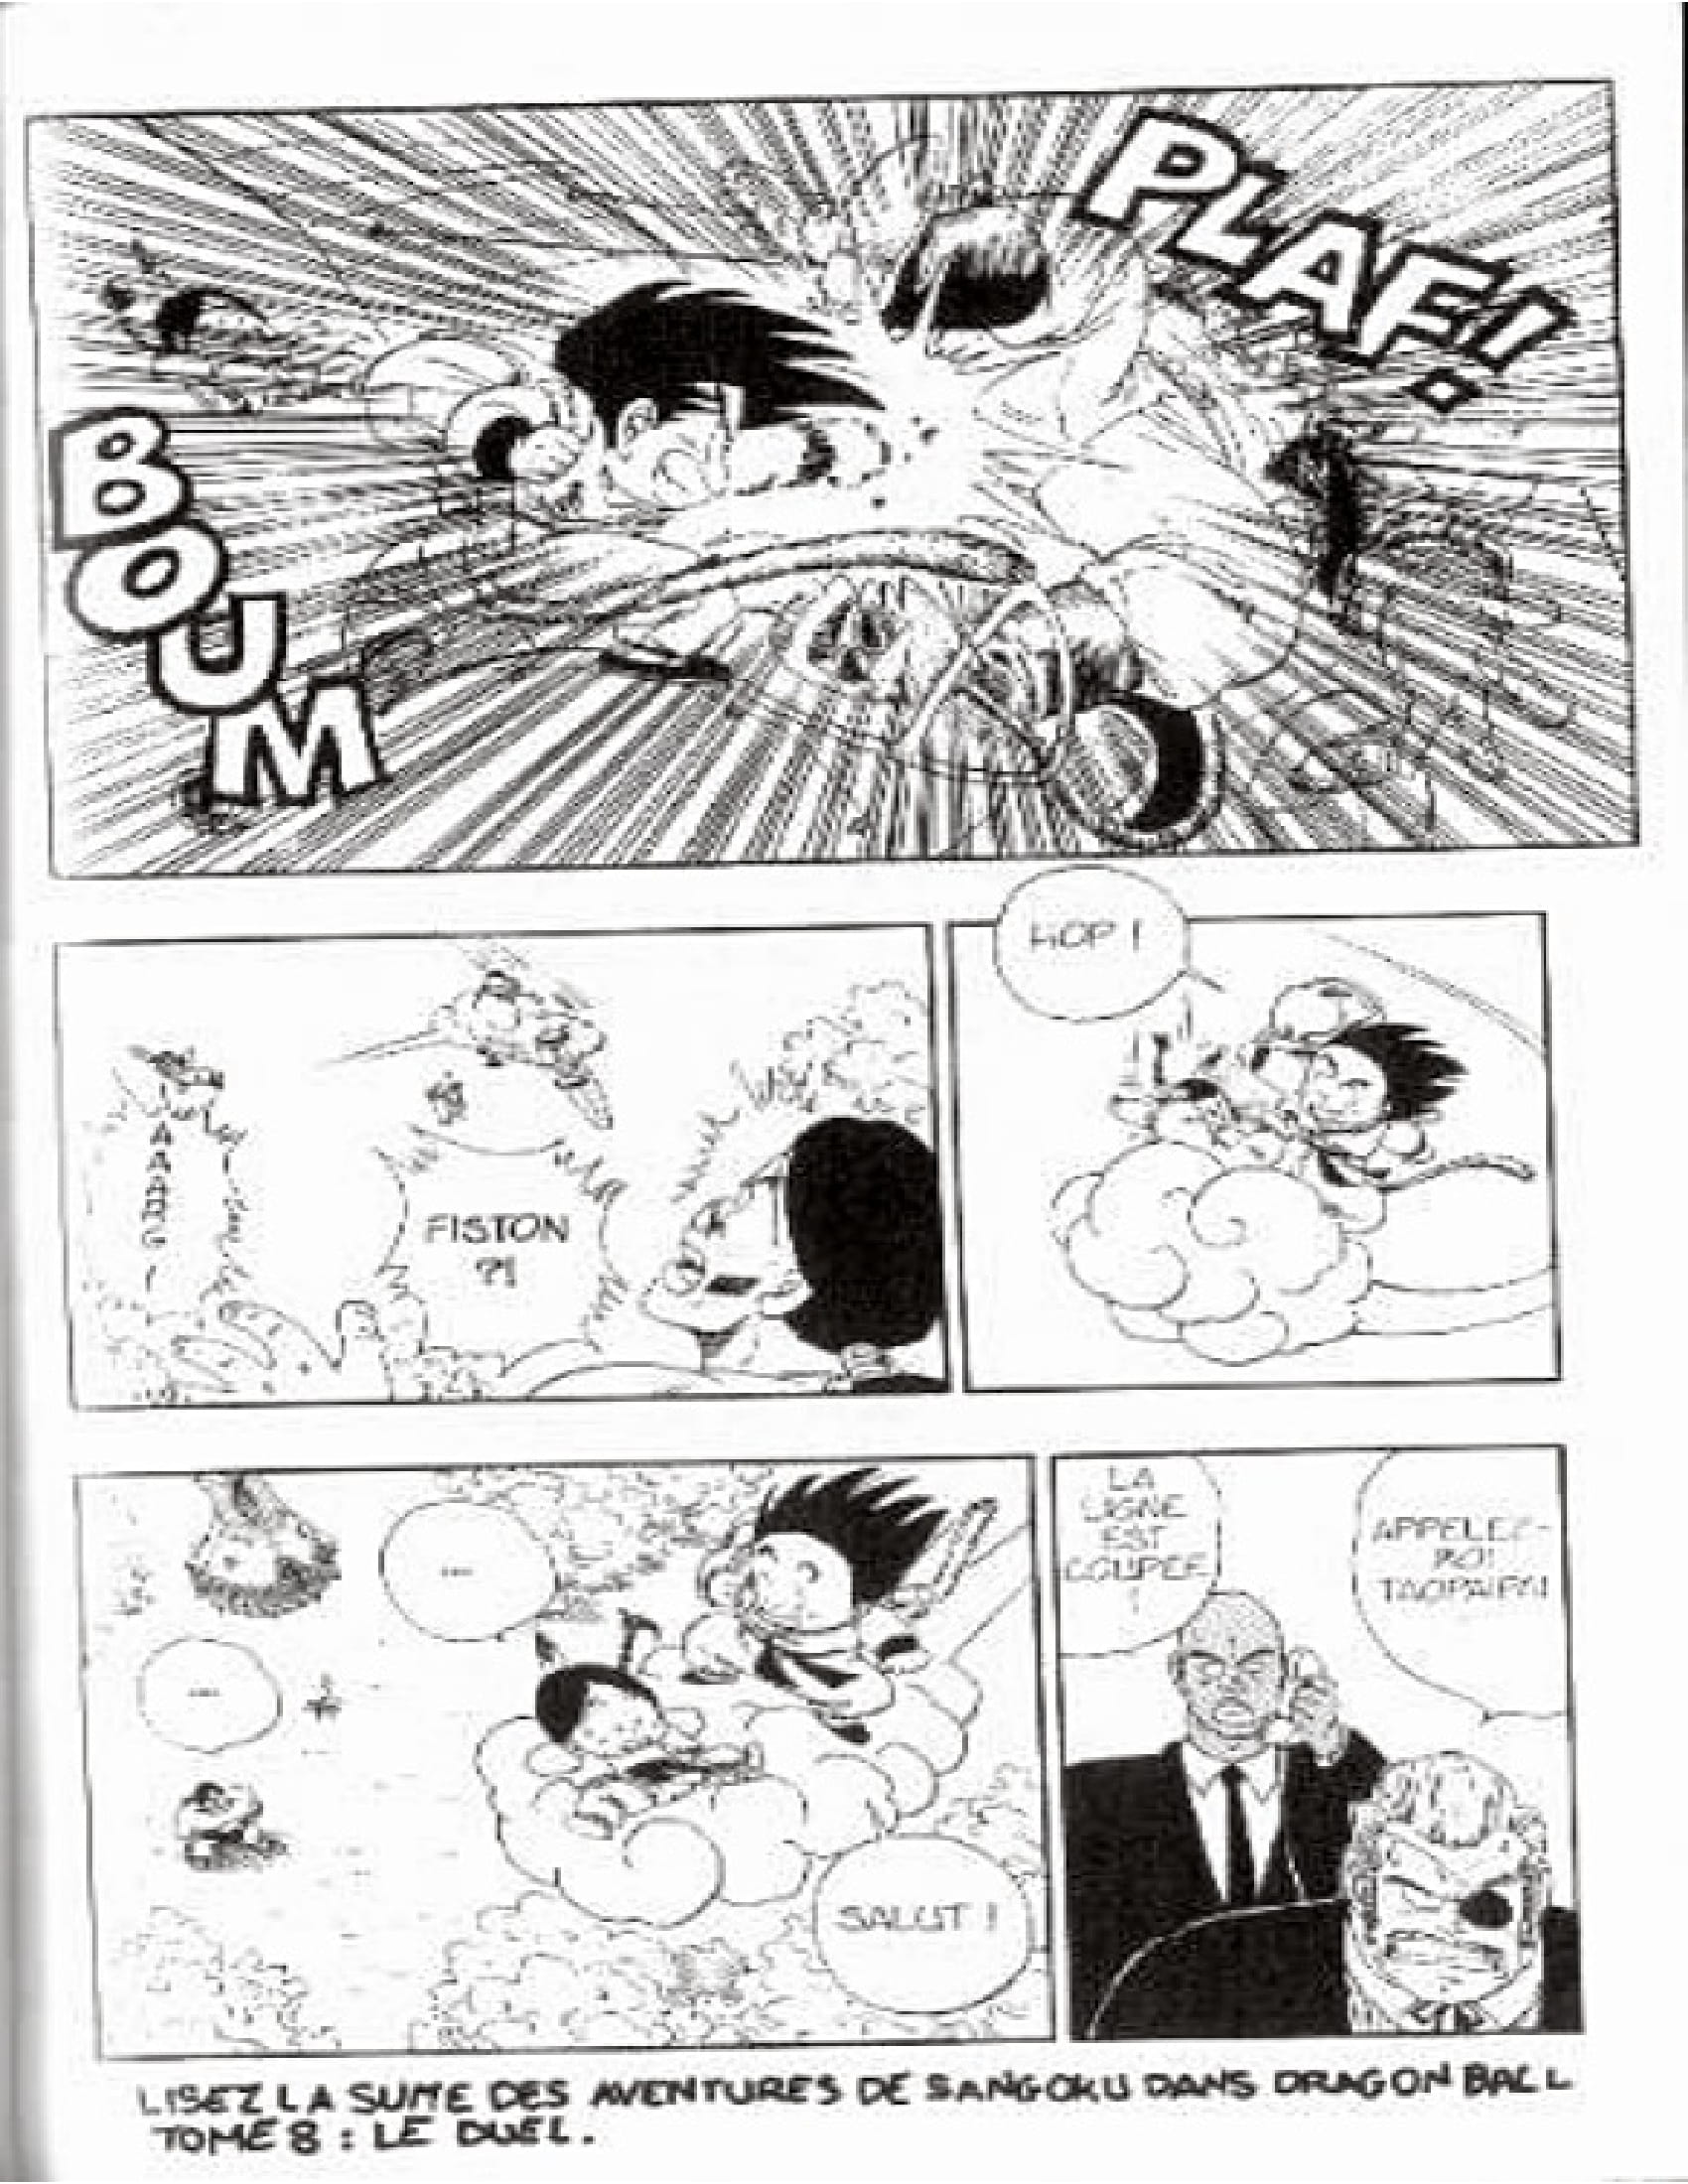 PLAF!
BOUM
HOP !
AAARG !
FISTON
?!
...
...
SALUT !
LA
LIGNE
EST
COUPÉE
!
APPELEZ-
MOI
TAOPAIPAI
LISEZ LA SUITE DES AVENTURES DE SANGOKU DANS DRAGON BALL
TOME 8 : LE DUEL.